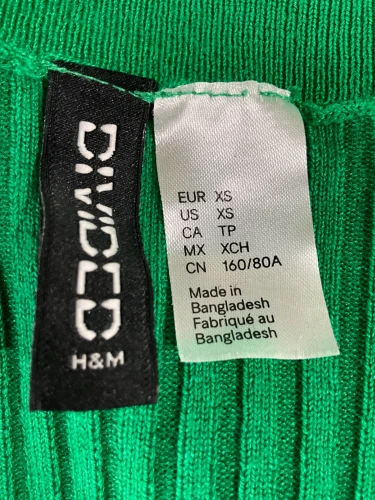 DIVIDED
H&M
EUR XS
US XS
CA TP
MX XCH
CN 160/80A
Made in
Bangladesh
Fabriqué au
Bangladesh